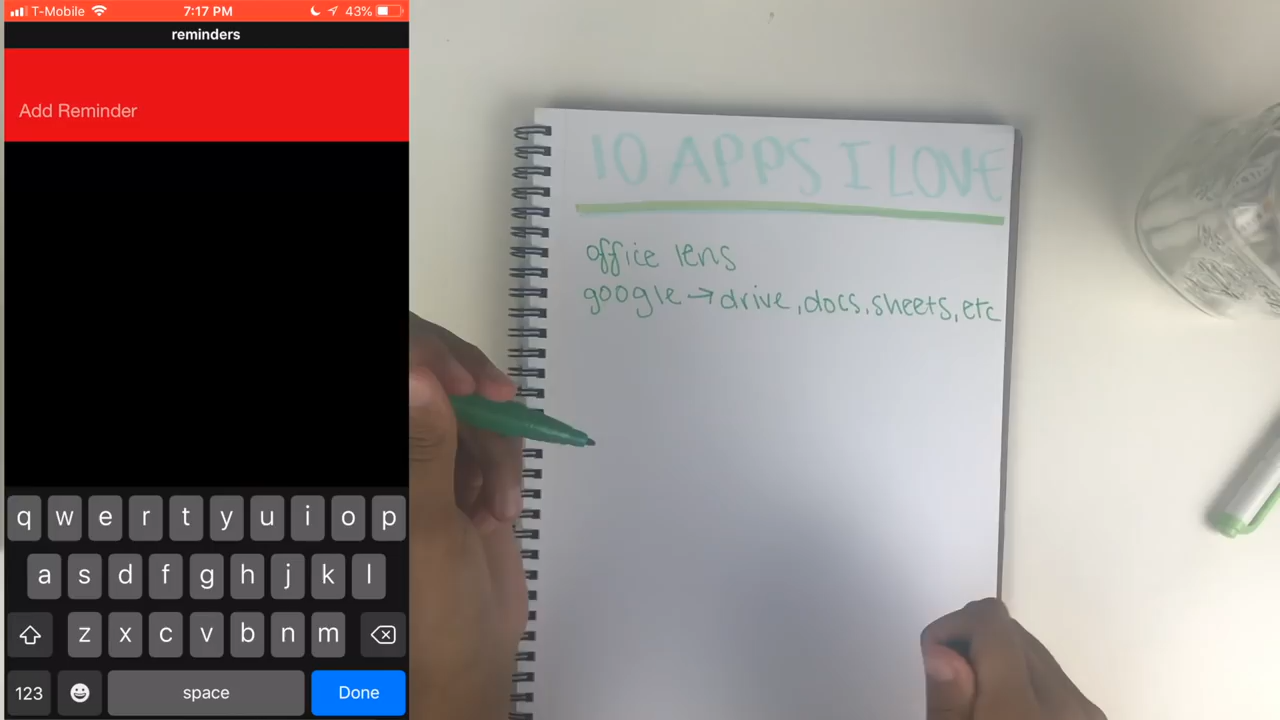 T-Mobile 7:17 PM 43%
reminders
Add Reminder
q w e r t y u i o p
a s d f g h j k l
z x c v b n m
123 space Done
10 APPS I LOVE
office lens
google → drive, docs, sheets, etc